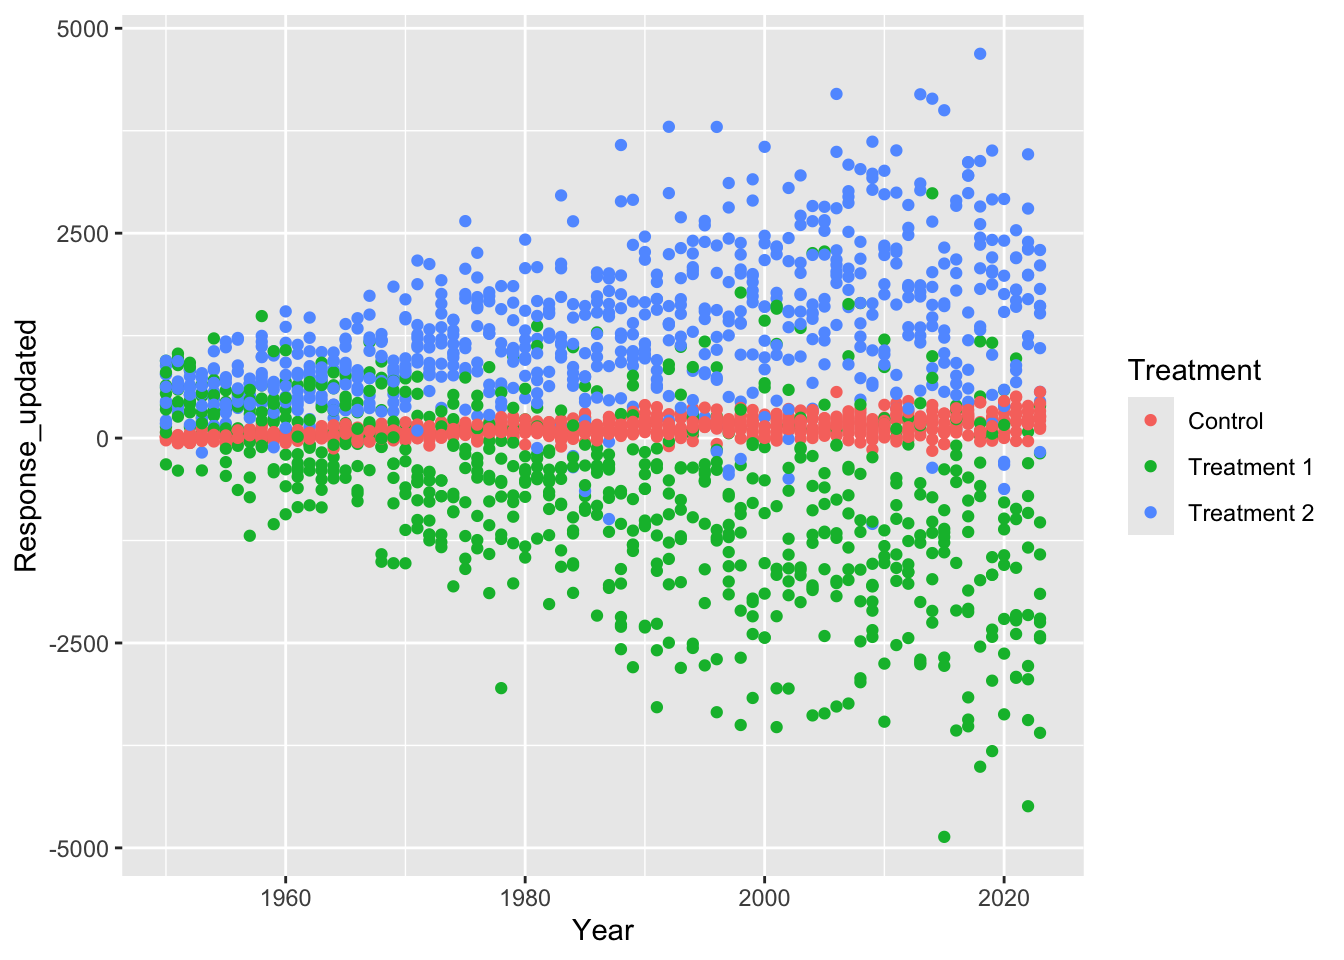 5000
2500
0
-2500
-5000
Response_updated
1960
1980
2000
2020
Year
Treatment
Control
Treatment 1
Treatment 2